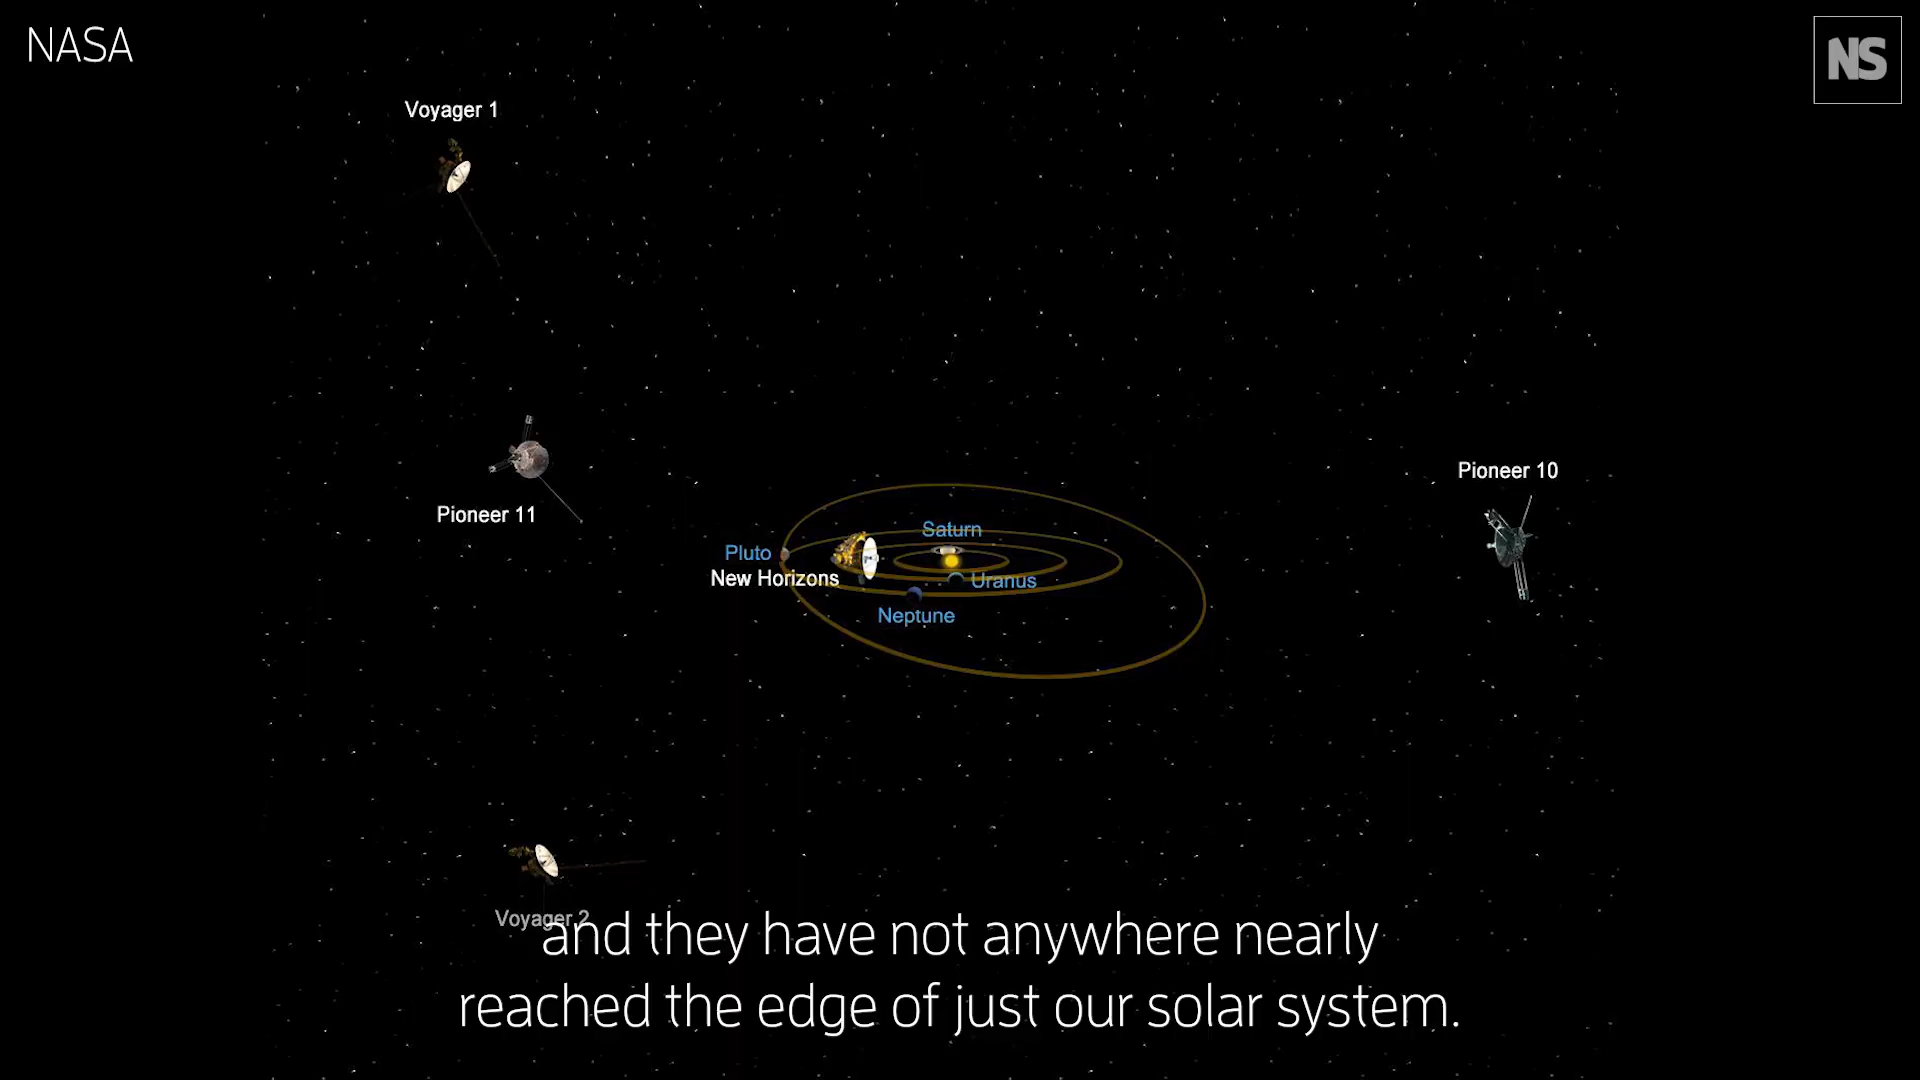 NASA
NS
Voyager 1
Pioneer 11
Pioneer 10
Saturn
Pluto
New Horizons
Uranus
Neptune
Voyager 2
and they have not anywhere nearly
reached the edge of just our solar system.